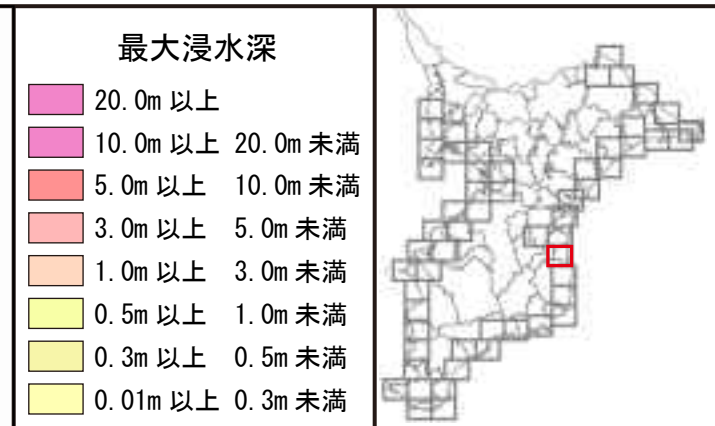 最大浸水深
20.0m 以上
10.0m 以上 20.0m 未満
5.0m 以上 10.0m 未満
3.0m 以上 5.0m 未満
1.0m 以上 3.0m 未満
0.5m 以上 1.0m 未満
0.3m 以上 0.5m 未満
0.01m 以上 0.3m 未満